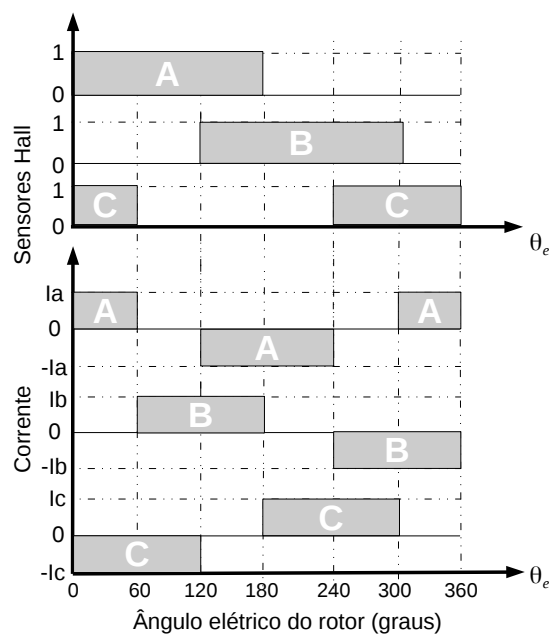 Sensores Hall
1
A
0
1
B
0
1
C
C
0
θe
Corrente
Ia
A
A
0
A
-Ia
Ib
B
0
B
-Ib
Ic
C
0
C
-Ic
θe
0 60 120 180 240 300 360
Ângulo elétrico do rotor (graus)